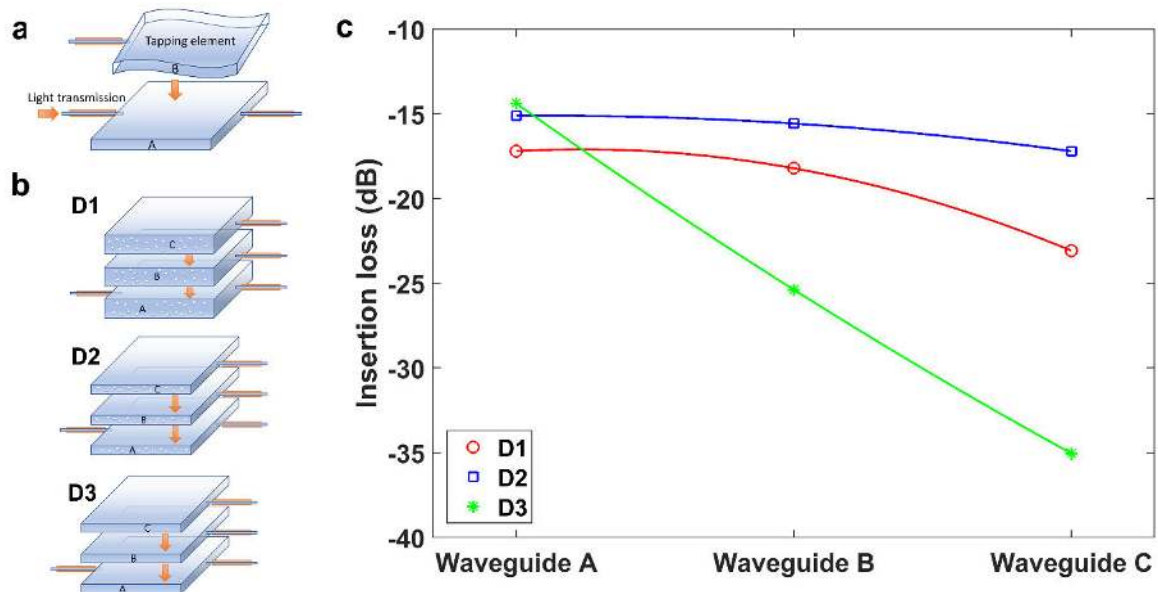 a
Tapping element
B
Light transmission
A
b
D1
C
B
A
D2
C
B
A
D3
C
B
A
c
Insertion loss (dB)
-10
-15
-20
-25
-30
-35
-40
D1
D2
D3
Waveguide A
Waveguide B
Waveguide C